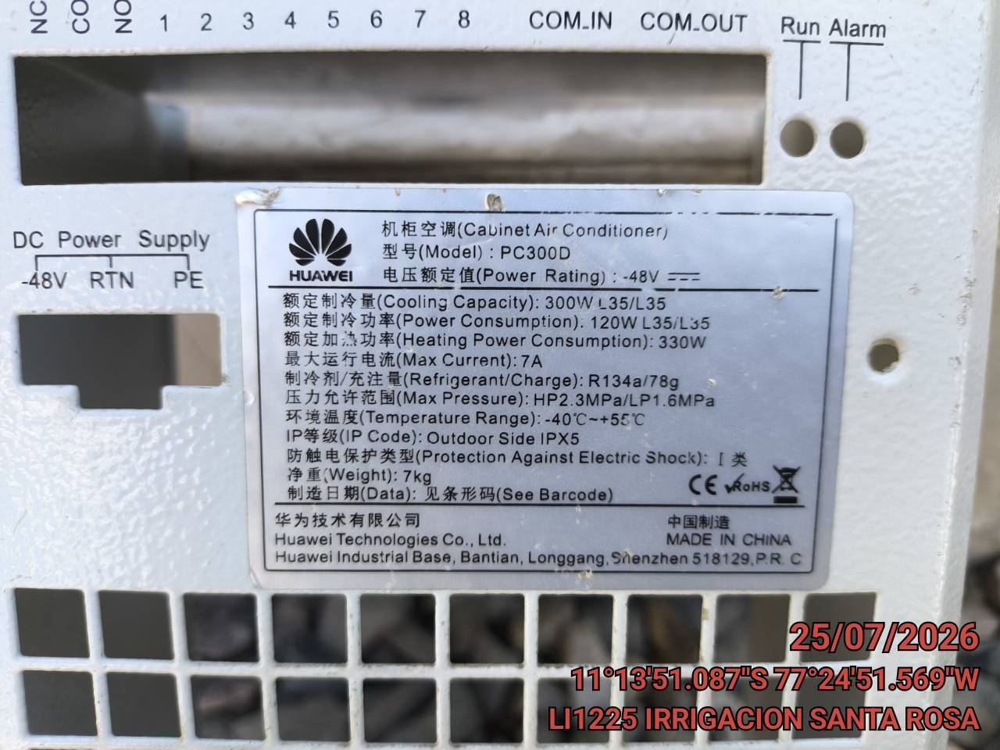 NC CO NO 1 2 3 4 5 6 7 8 COM_IN COM_OUT Run Alarm
DC Power Supply
-48V RTN PE
HUAWEI
机柜空调(Cabinet Air Conditioner)
型号(Model) : PC300D
电压额定值(Power Rating) : -48V
额定制冷量(Cooling Capacity): 300W L35/L35
额定制冷功率(Power Consumption): 120W L35/L35
额定加热功率(Heating Power Consumption): 330W
最大运行电流(Max Current): 7A
制冷剂/充注量(Refrigerant/Charge): R134a/78g
压力允许范围(Max Pressure): HP2.3MPa/LP1.6MPa
环境温度(Temperature Range): -40℃~+55℃
IP等级(IP Code): Outdoor Side IPX5
防触电保护类型(Protection Against Electric Shock): I 类
净重(Weight): 7kg
制造日期(Data): 见条形码(See Barcode)
CE RoHS
华为技术有限公司 中国制造
Huawei Technologies Co., Ltd. MADE IN CHINA
Huawei Industrial Base, Bantian, Longgang, Shenzhen 518129, P.R. C
25/07/2026
11°13'51.087"S 77°24'51.569"W
LI1225 IRRIGACION SANTA ROSA